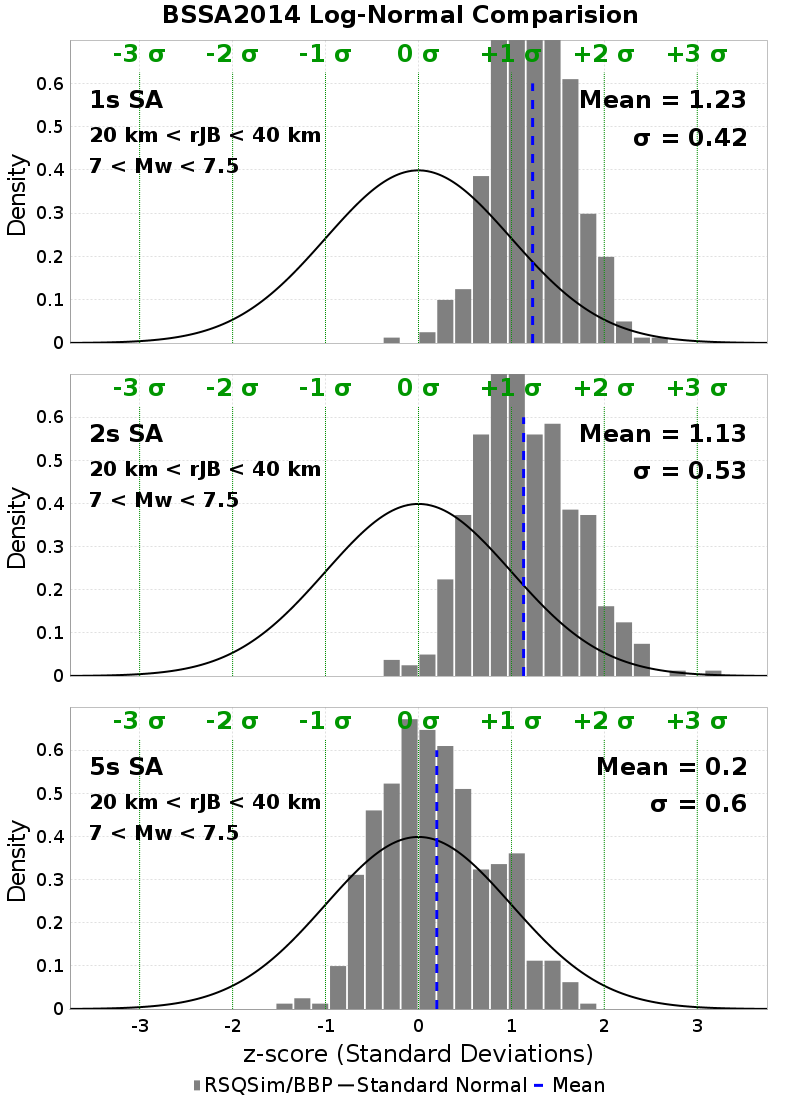 BSSA2014 Log-Normal Comparision
-3 σ -2 σ -1 σ 0 σ +1 σ +2 σ +3 σ
1s SA
Mean = 1.23
20 km < rJB < 40 km
σ = 0.42
7 < Mw < 7.5
0.6
0.5
0.4
0.3
0.2
0.1
0
Density
-3 σ -2 σ -1 σ 0 σ +1 σ +2 σ +3 σ
2s SA
Mean = 1.13
20 km < rJB < 40 km
σ = 0.53
7 < Mw < 7.5
0.6
0.5
0.4
0.3
0.2
0.1
0
Density
-3 σ -2 σ -1 σ 0 σ +1 σ +2 σ +3 σ
5s SA
Mean = 0.2
20 km < rJB < 40 km
σ = 0.6
7 < Mw < 7.5
0.6
0.5
0.4
0.3
0.2
0.1
0
Density
-3 -2 -1 0 1 2 3
z-score (Standard Deviations)
RSQSim/BBP Standard Normal Mean